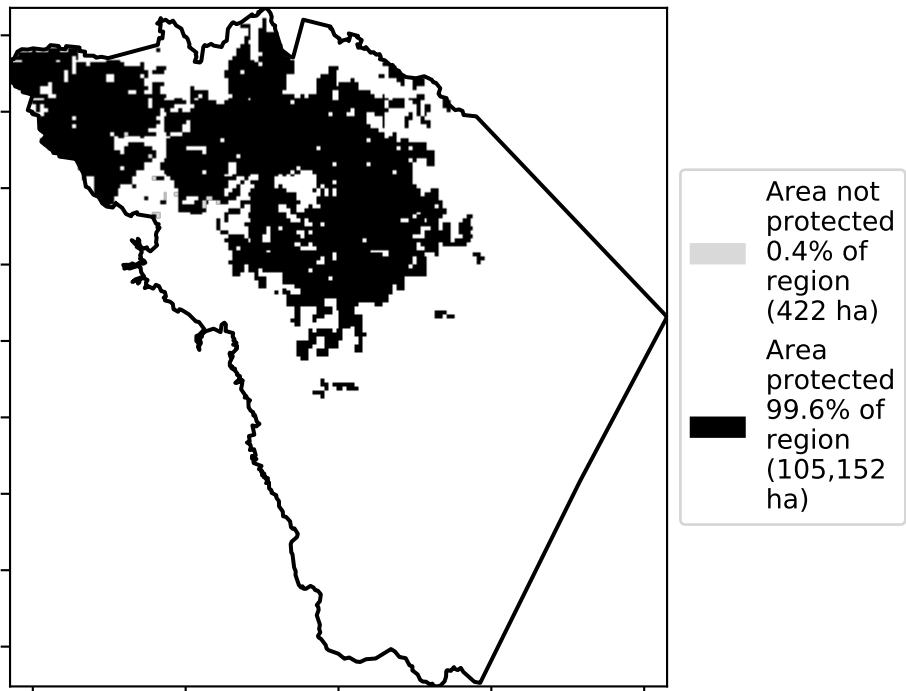 Area not
protected
0.4% of
region
(422 ha)
Area
protected
99.6% of
region
(105,152
ha)